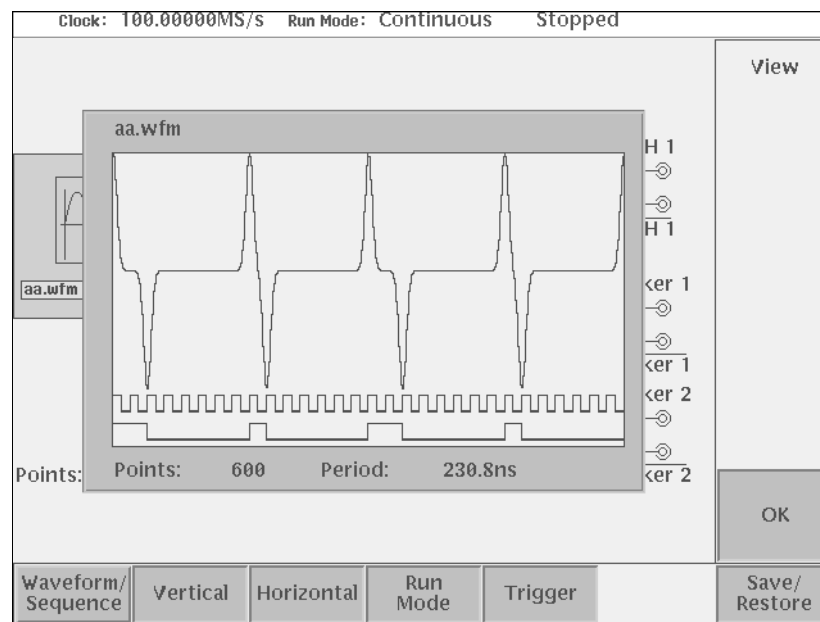 Clock: 100.00000MS/s Run Mode: Continuous Stopped
View
aa.wfm
H 1
H 1
aa.wfm
ker 1
ker 1
ker 2
Points: 600 Period: 230.8ns
Points:
ker 2
OK
Waveform/
Sequence
Vertical
Horizontal
Run
Mode
Trigger
Save/
Restore